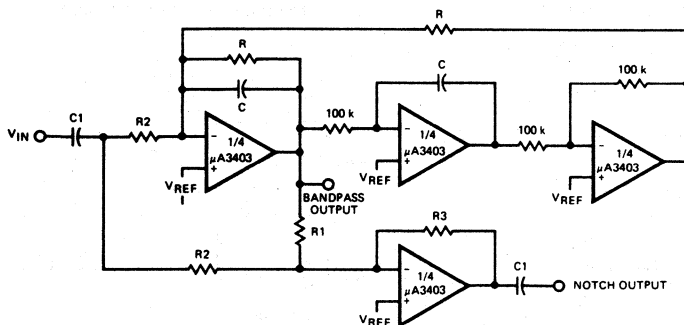 R
R
C
C
100 k
C1
R2
100 k
100 k
VIN
−
+
1/4
μA3403
VREF
−
+
1/4
μA3403
VREF
−
+
1/4
μA3403
VREF
BANDPASS
OUTPUT
R1
R3
R2
−
+
1/4
μA3403
VREF
C1
NOTCH OUTPUT